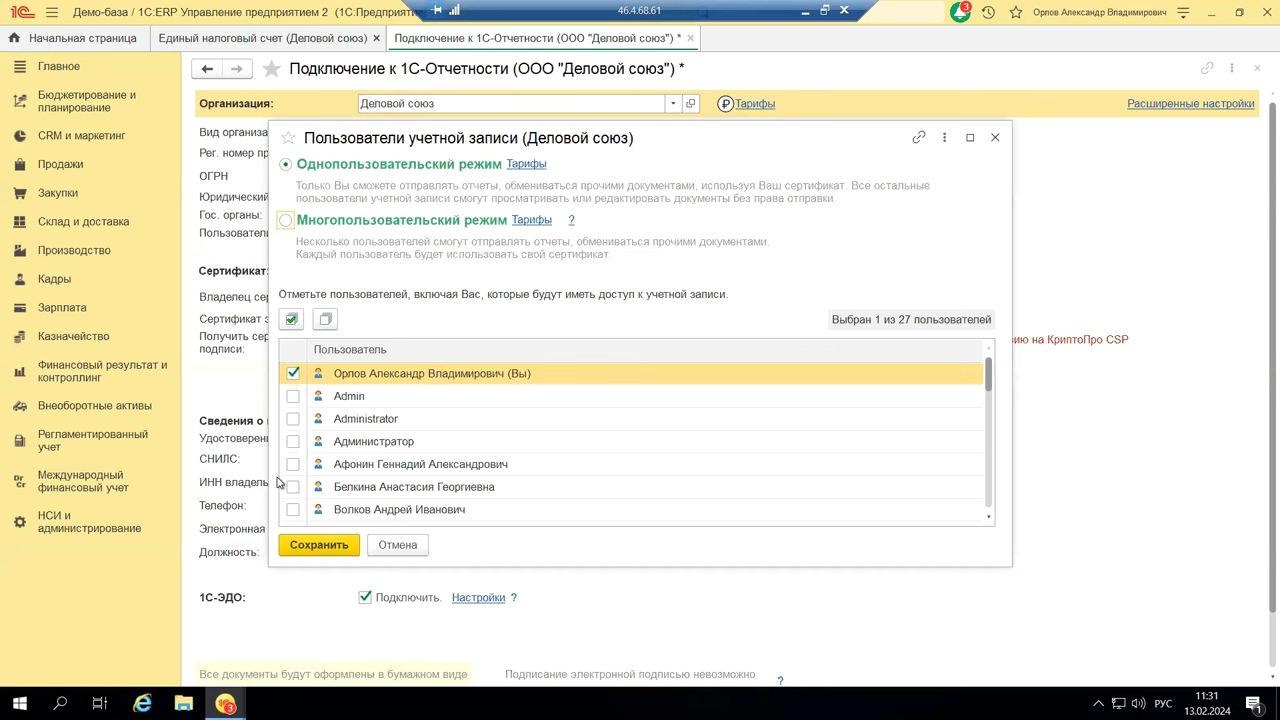 Демо-база / 1С:ERP Управление предприятием 2 (1С:Предприятие
46.4.68.61
3
Орлов Александр Владимирович
Начальная страница
Единый налоговый счет (Деловой союз) ×
Подключение к 1С-Отчетности (ООО "Деловой союз") * ×
Главное
Бюджетирование и
планирование
CRM и маркетинг
Продажи
Закупки
Склад и доставка
Производство
Кадры
Зарплата
Казначейство
Финансовый результат и
контроллинг
Внеоборотные активы
Регламентированный
учет
Международный
финансовый учет
НСИ и
администрирование
Подключение к 1С-Отчетности (ООО "Деловой союз") *
Организация:
Деловой союз
Тарифы
Расширенные настройки
Вид организа
Рег. номер пр
ОГРН
Юридический
Гос. органы:
Пользовател
Сертификат:
Владелец сер
Сертификат з
Получить сер
подписи:
ию на КриптоПро CSP
Сведения о
Удостоверени
СНИЛС:
ИНН владель
Телефон:
Электронная
Должность:
Пользователи учетной записи (Деловой союз)
Однопользовательский режим Тарифы
Только Вы сможете отправлять отчеты, обмениваться прочими документами, используя Ваш сертификат. Все остальные
пользователи учетной записи смогут просматривать или редактировать документы без права отправки.
Многопользовательский режим Тарифы ?
Несколько пользователей смогут отправлять отчеты, обмениваться прочими документами.
Каждый пользователь будет использовать свой сертификат.
Отметьте пользователей, включая Вас, которые будут иметь доступ к учетной записи.
Выбран 1 из 27 пользователей
Пользователь
Орлов Александр Владимирович (Вы)
Admin
Administrator
Администратор
Афонин Геннадий Александрович
Белкина Анастасия Георгиевна
Волков Андрей Иванович
Сохранить
Отмена
1С-ЭДО:
Подключить. Настройки ?
Все документы будут оформлены в бумажном виде
Подписание электронной подписью невозможно ?
3
РУС
11:31
13.02.2024
1